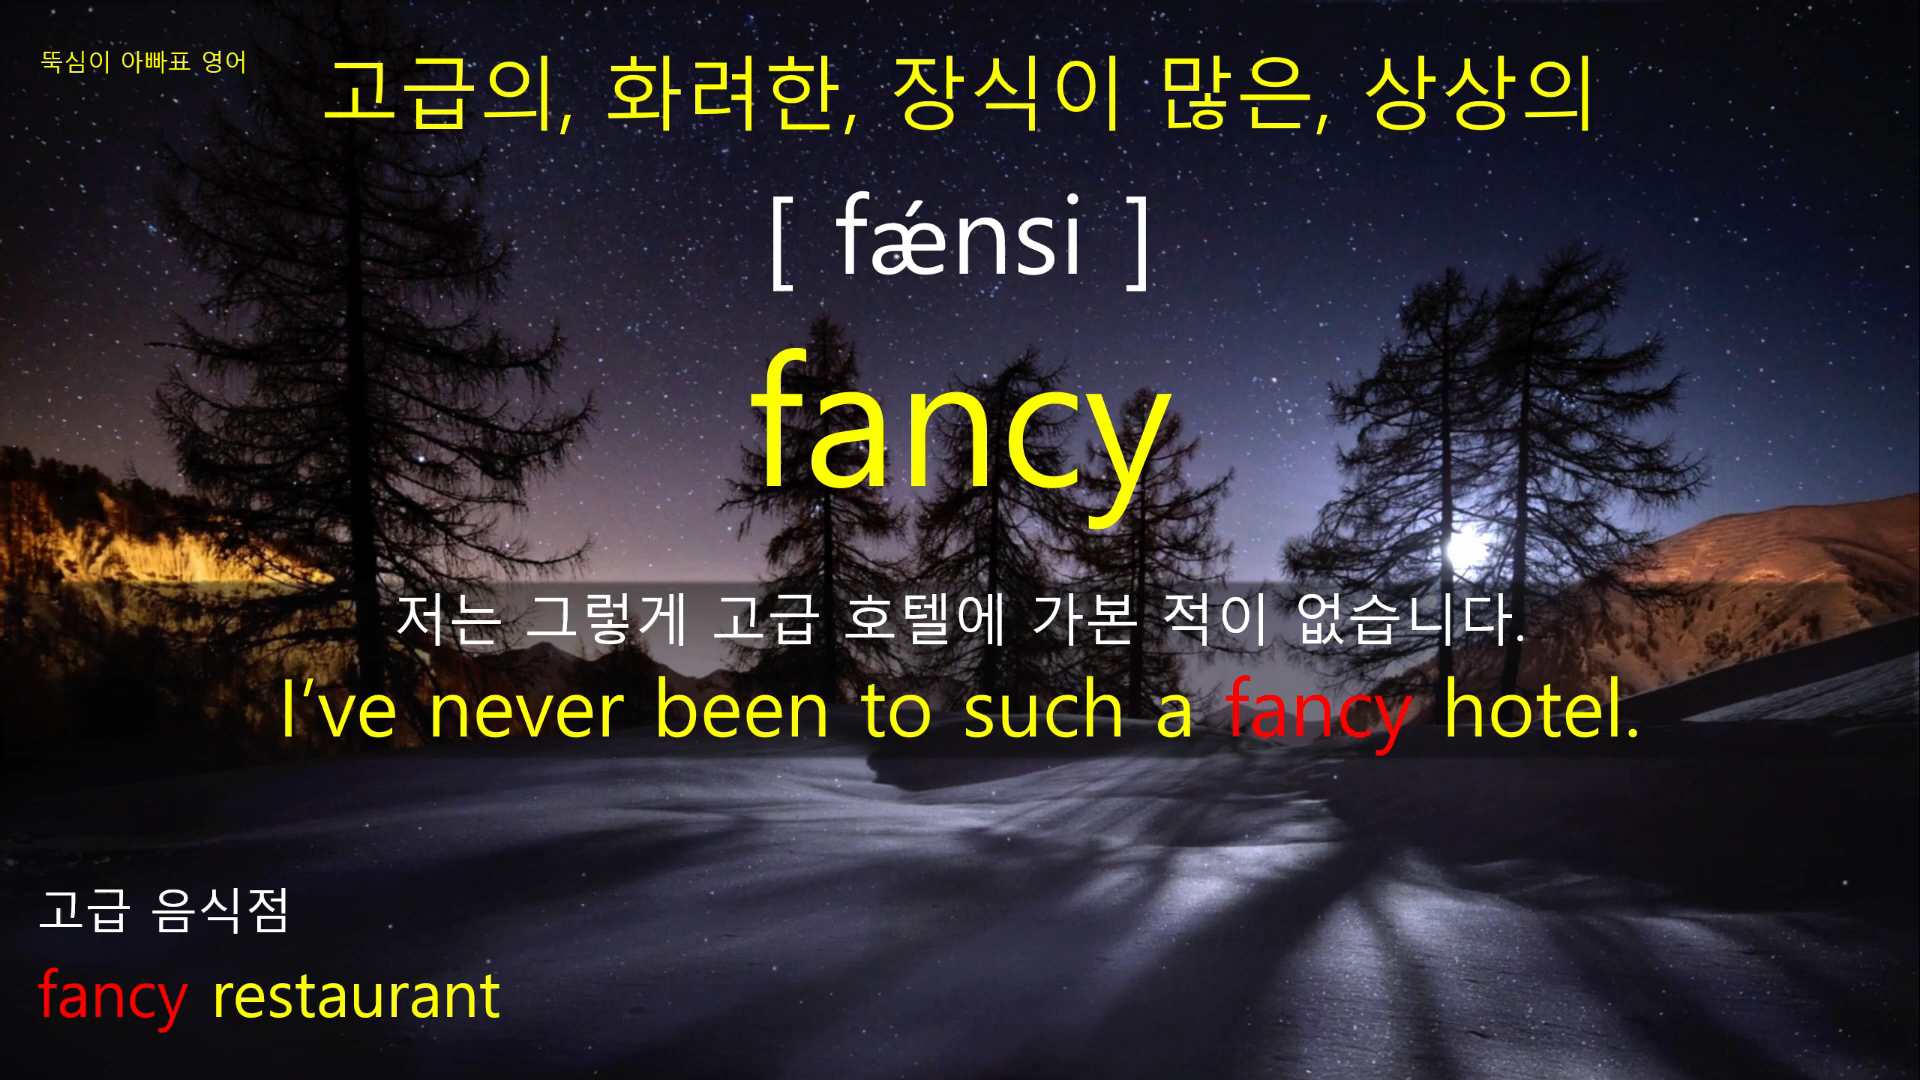 뚝심이 아빠표 영어
고급의, 화려한, 장식이 많은, 상상의
[ fǽnsi ]
fancy
저는 그렇게 고급 호텔에 가본 적이 없습니다.
I’ve never been to such a fancy hotel.
고급 음식점
fancy restaurant